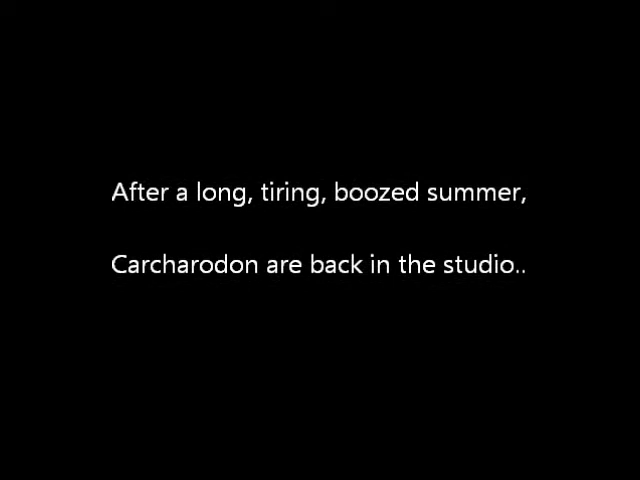 After a long, tiring, boozed summer,
Carcharodon are back in the studio..